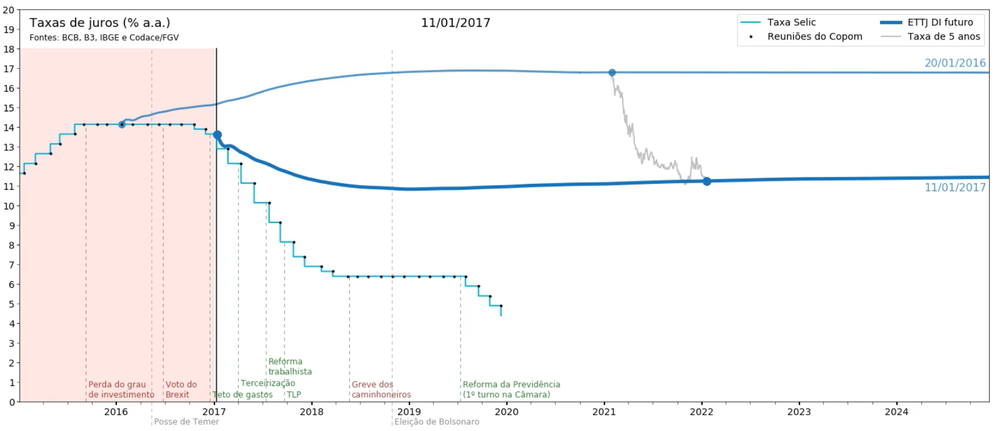 Taxas de juros (% a.a.)
Fontes: BCB, B3, IBGE e Codace/FGV
11/01/2017
Taxa Selic
Reuniões do Copom
ETTJ DI futuro
Taxa de 5 anos
20/01/2016
11/01/2017
20
19
18
17
16
15
14
13
12
11
10
9
8
7
6
5
4
3
2
1
0
Perda do grau
de investimento
Voto do
Brexit
Teto de gastos
Terceirização
Reforma
trabalhista
TLP
Greve dos
caminhoneiros
Reforma da Previdência
(1º turno na Câmara)
2016
2017
2018
2019
2020
2021
2022
2023
2024
Posse de Temer
Eleição de Bolsonaro